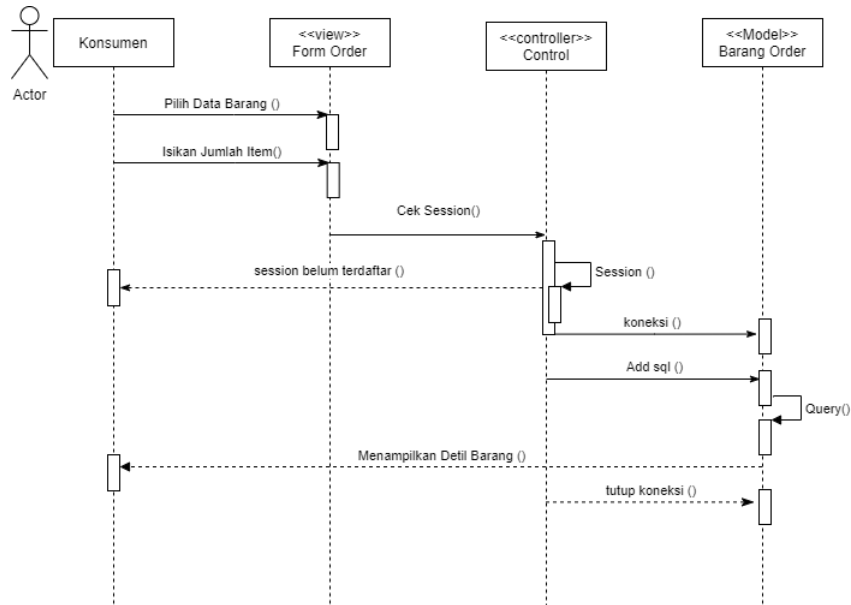 Actor
Konsumen
<<view>>
Form Order
<<controller>>
Control
<<Model>>
Barang Order
Pilih Data Barang ()
Isikan Jumlah Item()
Cek Session()
session belum terdaftar ()
Session ()
koneksi ()
Add sql ()
Query()
Menampilkan Detil Barang ()
tutup koneksi ()